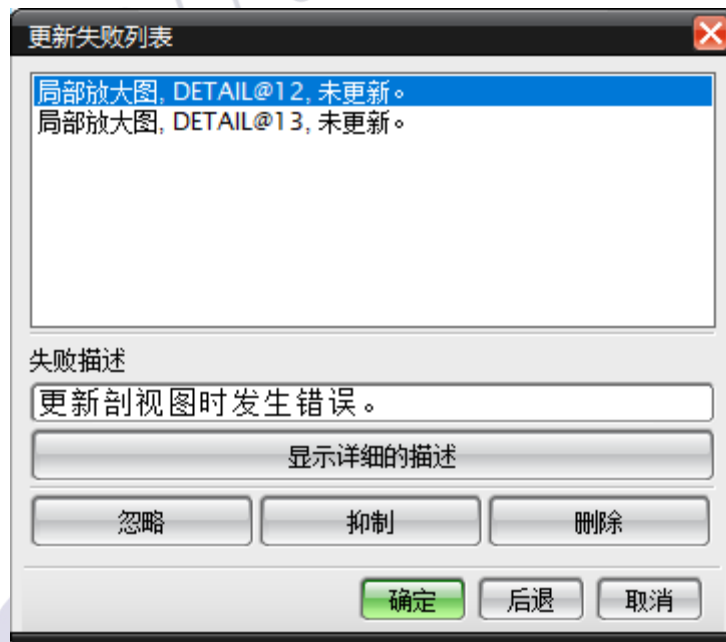 更新失败列表
局部放大图, DETAIL@12, 未更新。
局部放大图, DETAIL@13, 未更新。
失败描述
更新剖视图时发生错误。
显示详细的描述
忽略 抑制 删除
确定 后退 取消